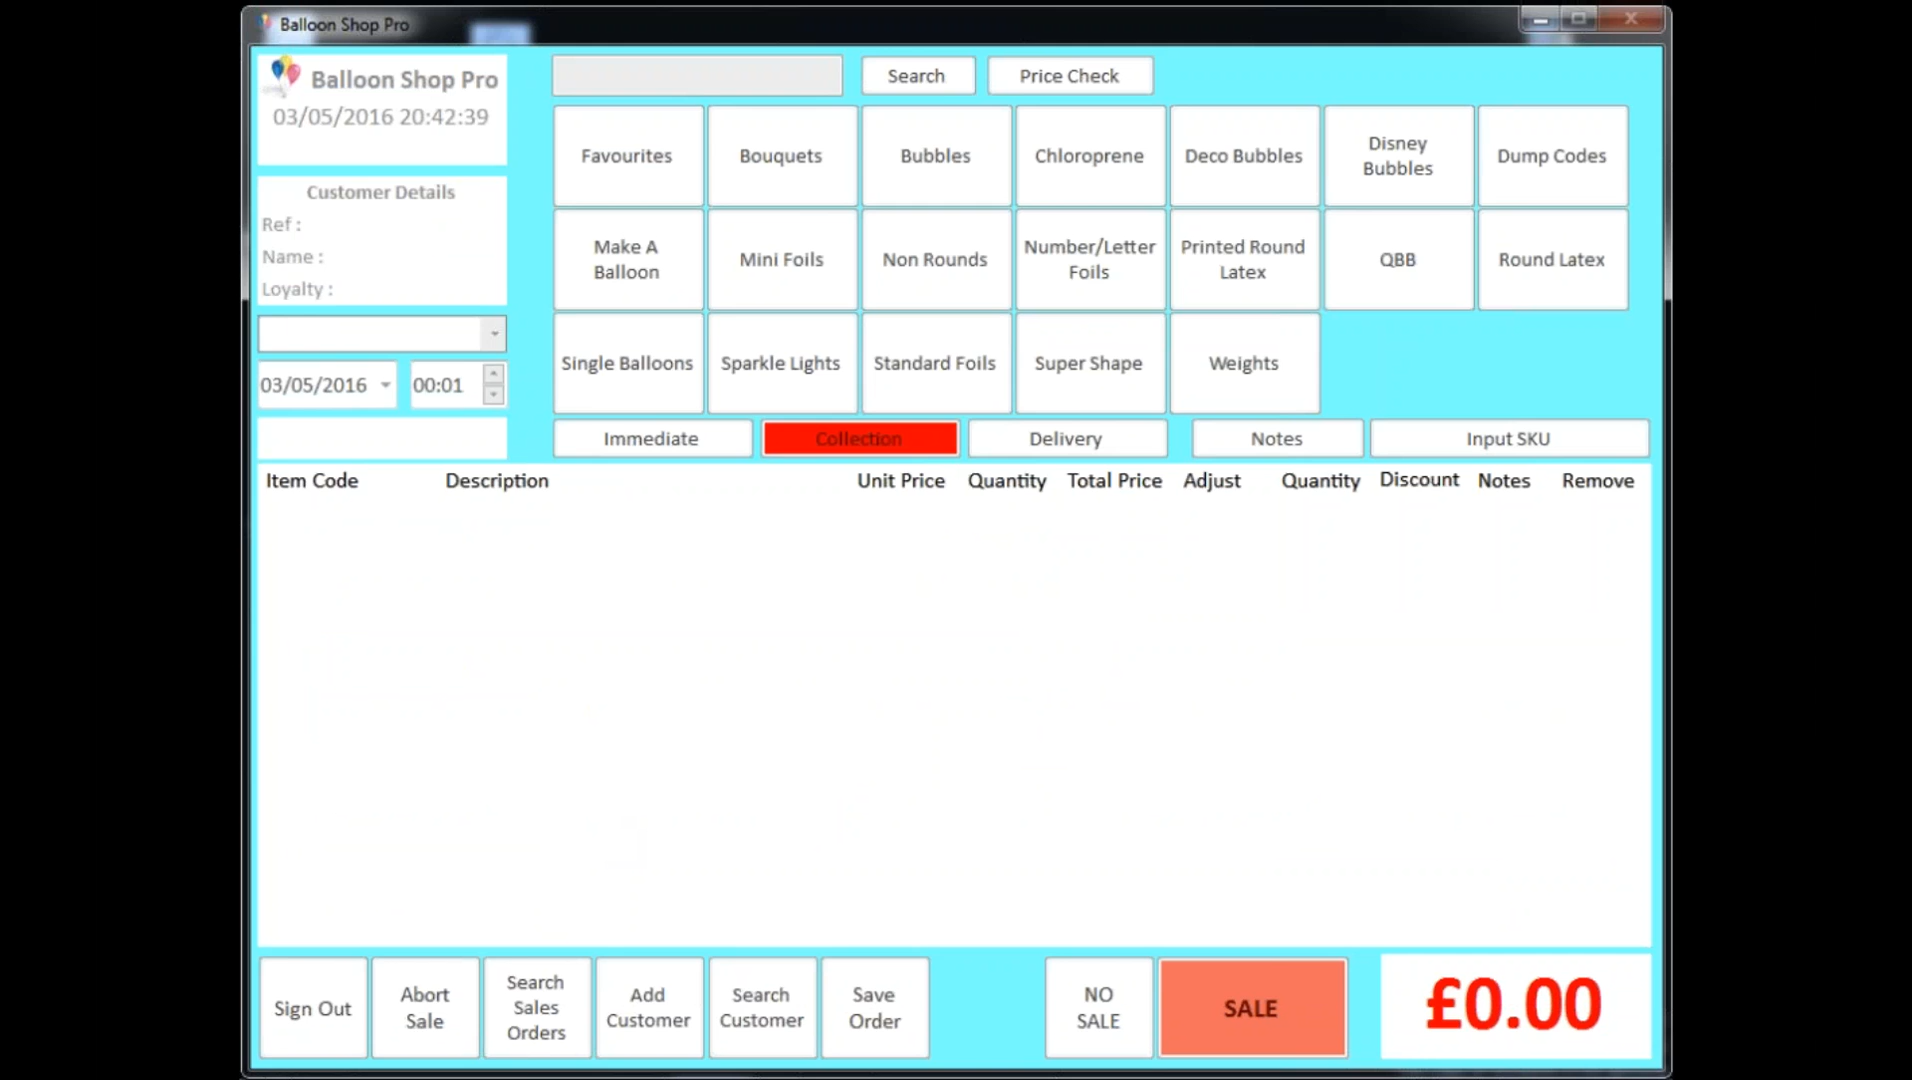 Balloon Shop Pro
Balloon Shop Pro
03/05/2016 20:42:39
Search
Price Check
Favourites
Bouquets
Bubbles
Chloroprene
Deco Bubbles
Disney
Bubbles
Dump Codes
Customer Details
Ref :
Name :
Loyalty :
Make A
Balloon
Mini Foils
Non Rounds
Number/Letter
Foils
Printed Round
Latex
QBB
Round Latex
Single Balloons
Sparkle Lights
Standard Foils
Super Shape
Weights
03/05/2016
00:01
Immediate
Collection
Delivery
Notes
Input SKU
Item Code
Description
Unit Price
Quantity
Total Price
Adjust
Quantity
Discount
Notes
Remove
Sign Out
Abort
Sale
Search
Sales
Orders
Add
Customer
Search
Customer
Save
Order
NO
SALE
SALE
£0.00